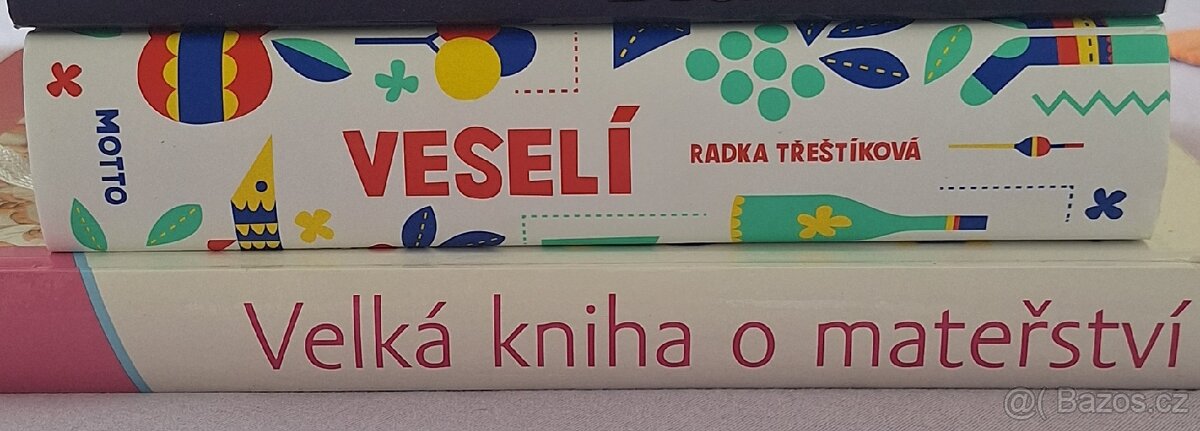 MOTTO
VESELÍ
RADKA TŘEŠTÍKOVÁ
Velká kniha o mateřství
@( Bazos.cz